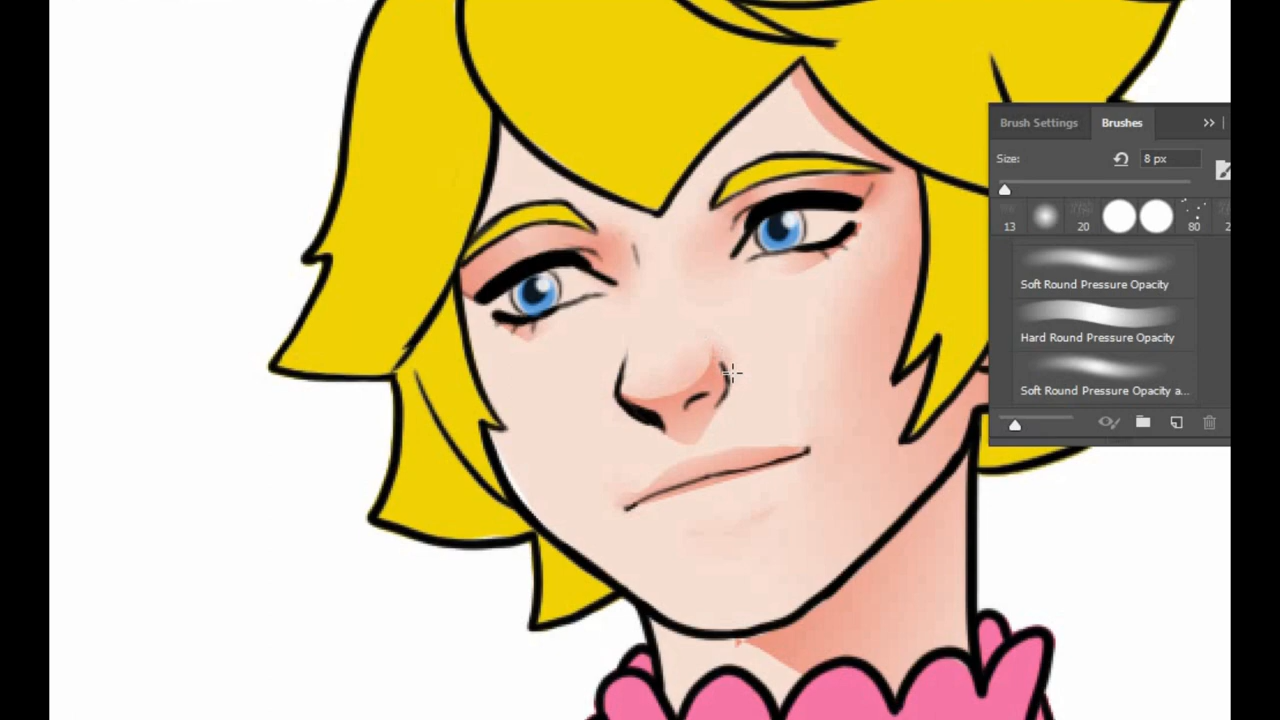 Brush Settings Brushes
Size: 8 px
13 20 80
Soft Round Pressure Opacity
Hard Round Pressure Opacity
Soft Round Pressure Opacity a...